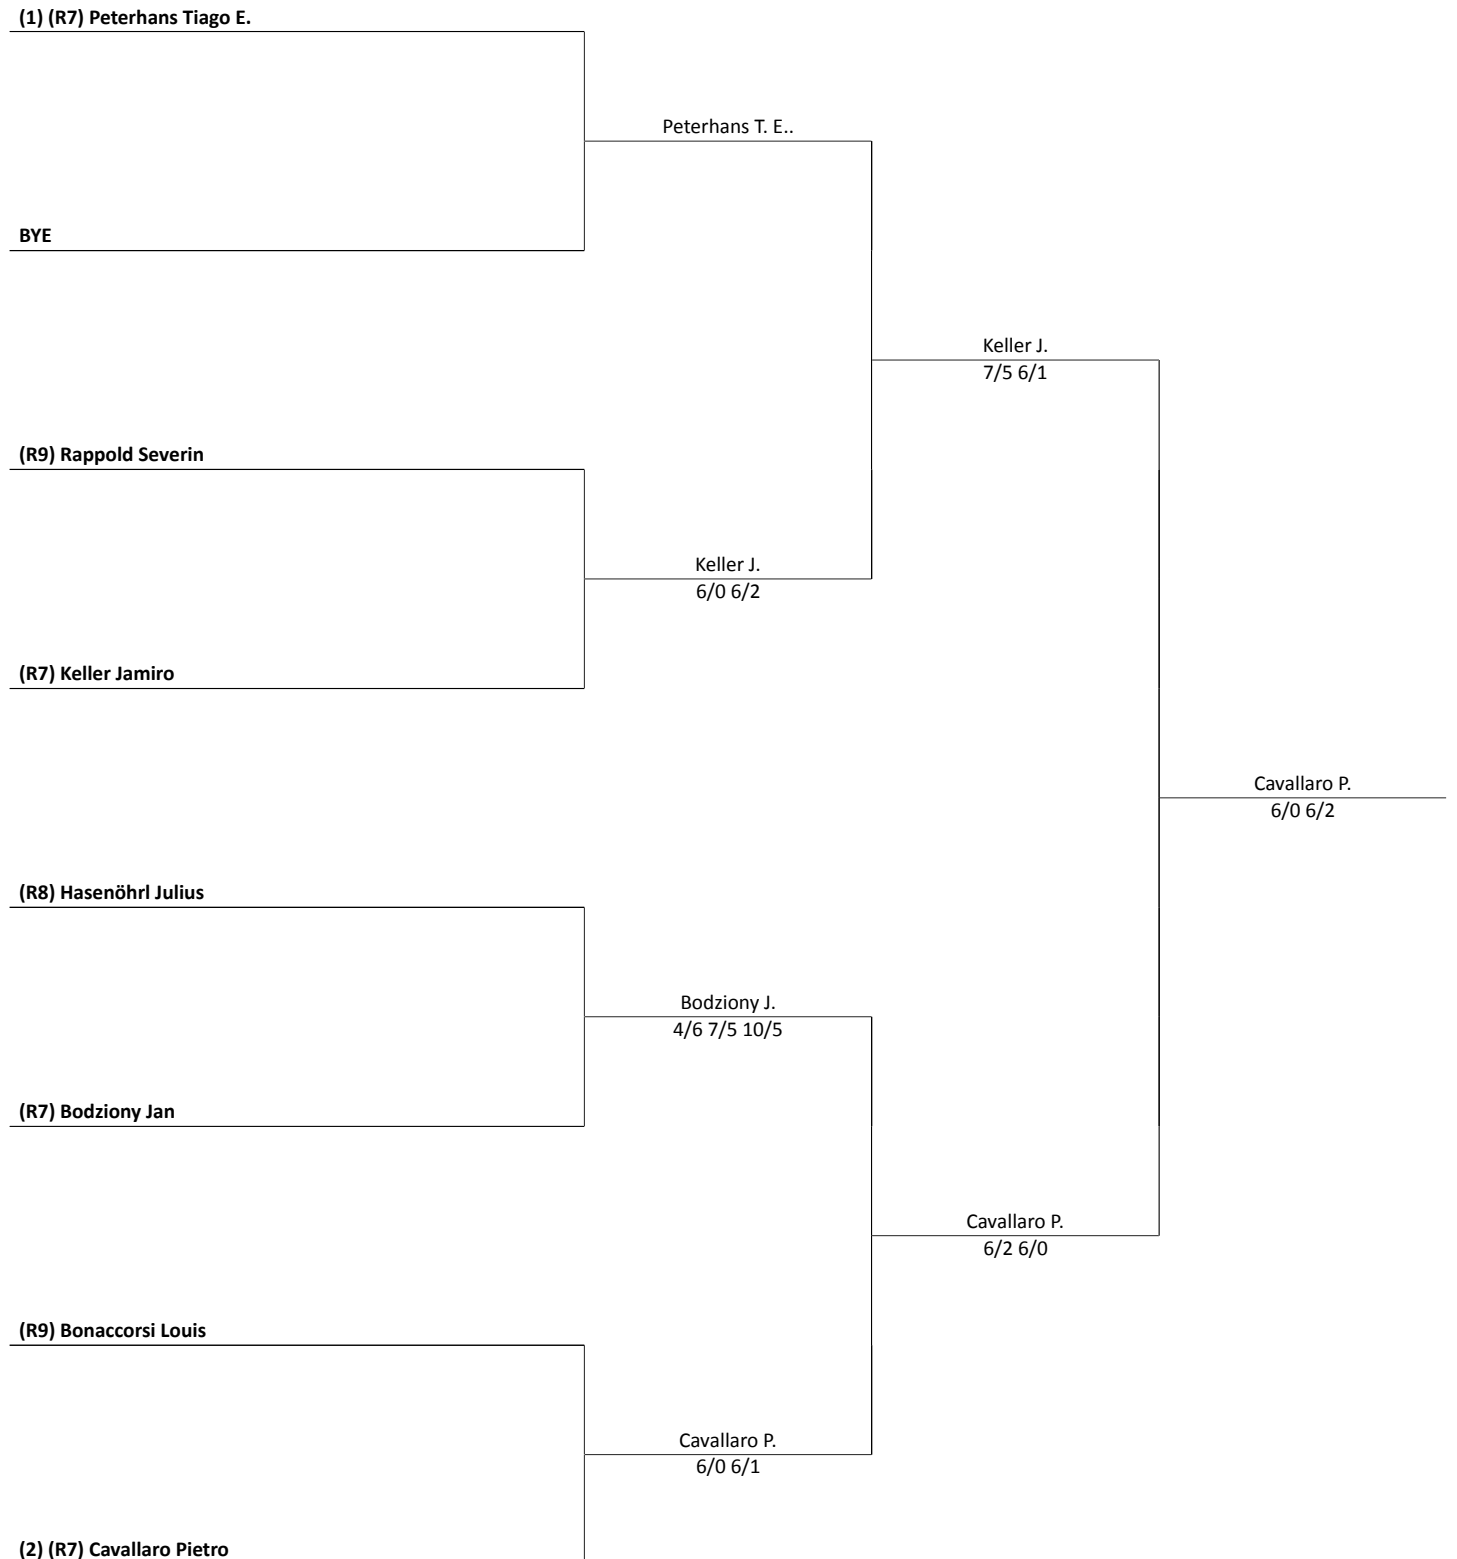 (1) (R7) Peterhans Tiago E.
Peterhans T. E..
BYE
Keller J.
7/5 6/1
(R9) Rappold Severin
Keller J.
6/0 6/2
(R7) Keller Jamiro
Cavallaro P.
6/0 6/2
(R8) Hasenöhrl Julius
Bodziony J.
4/6 7/5 10/5
(R7) Bodziony Jan
Cavallaro P.
6/2 6/0
(R9) Bonaccorsi Louis
Cavallaro P.
6/0 6/1
(2) (R7) Cavallaro Pietro